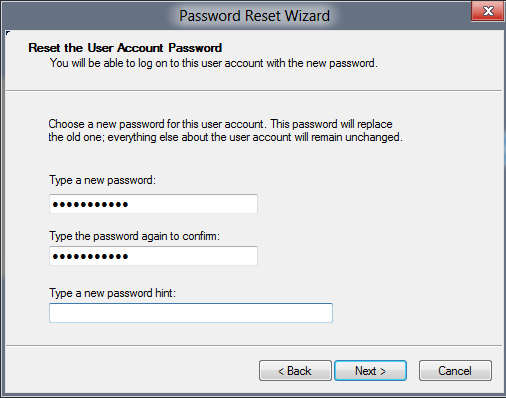 Password Reset Wizard
Reset the User Account Password
You will be able to log on to this user account with the new password.
Choose a new password for this user account. This password will replace
the old one; everything else about the user account will remain unchanged.
Type a new password:
●●●●●●●●●●●
Type the password again to confirm:
●●●●●●●●●●●
Type a new password hint:
< Back
Next >
Cancel